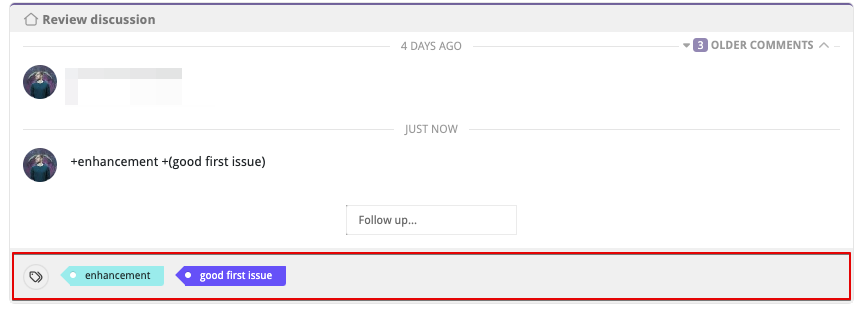 Review discussion
4 DAYS AGO
3 OLDER COMMENTS
JUST NOW
+enhancement +(good first issue)
Follow up...
enhancement
good first issue